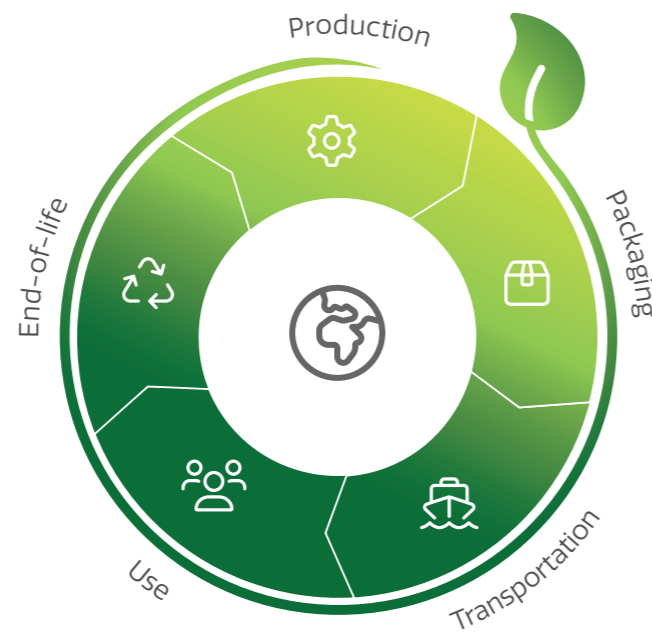 Production
Packaging
Transportation
Use
End-of-life